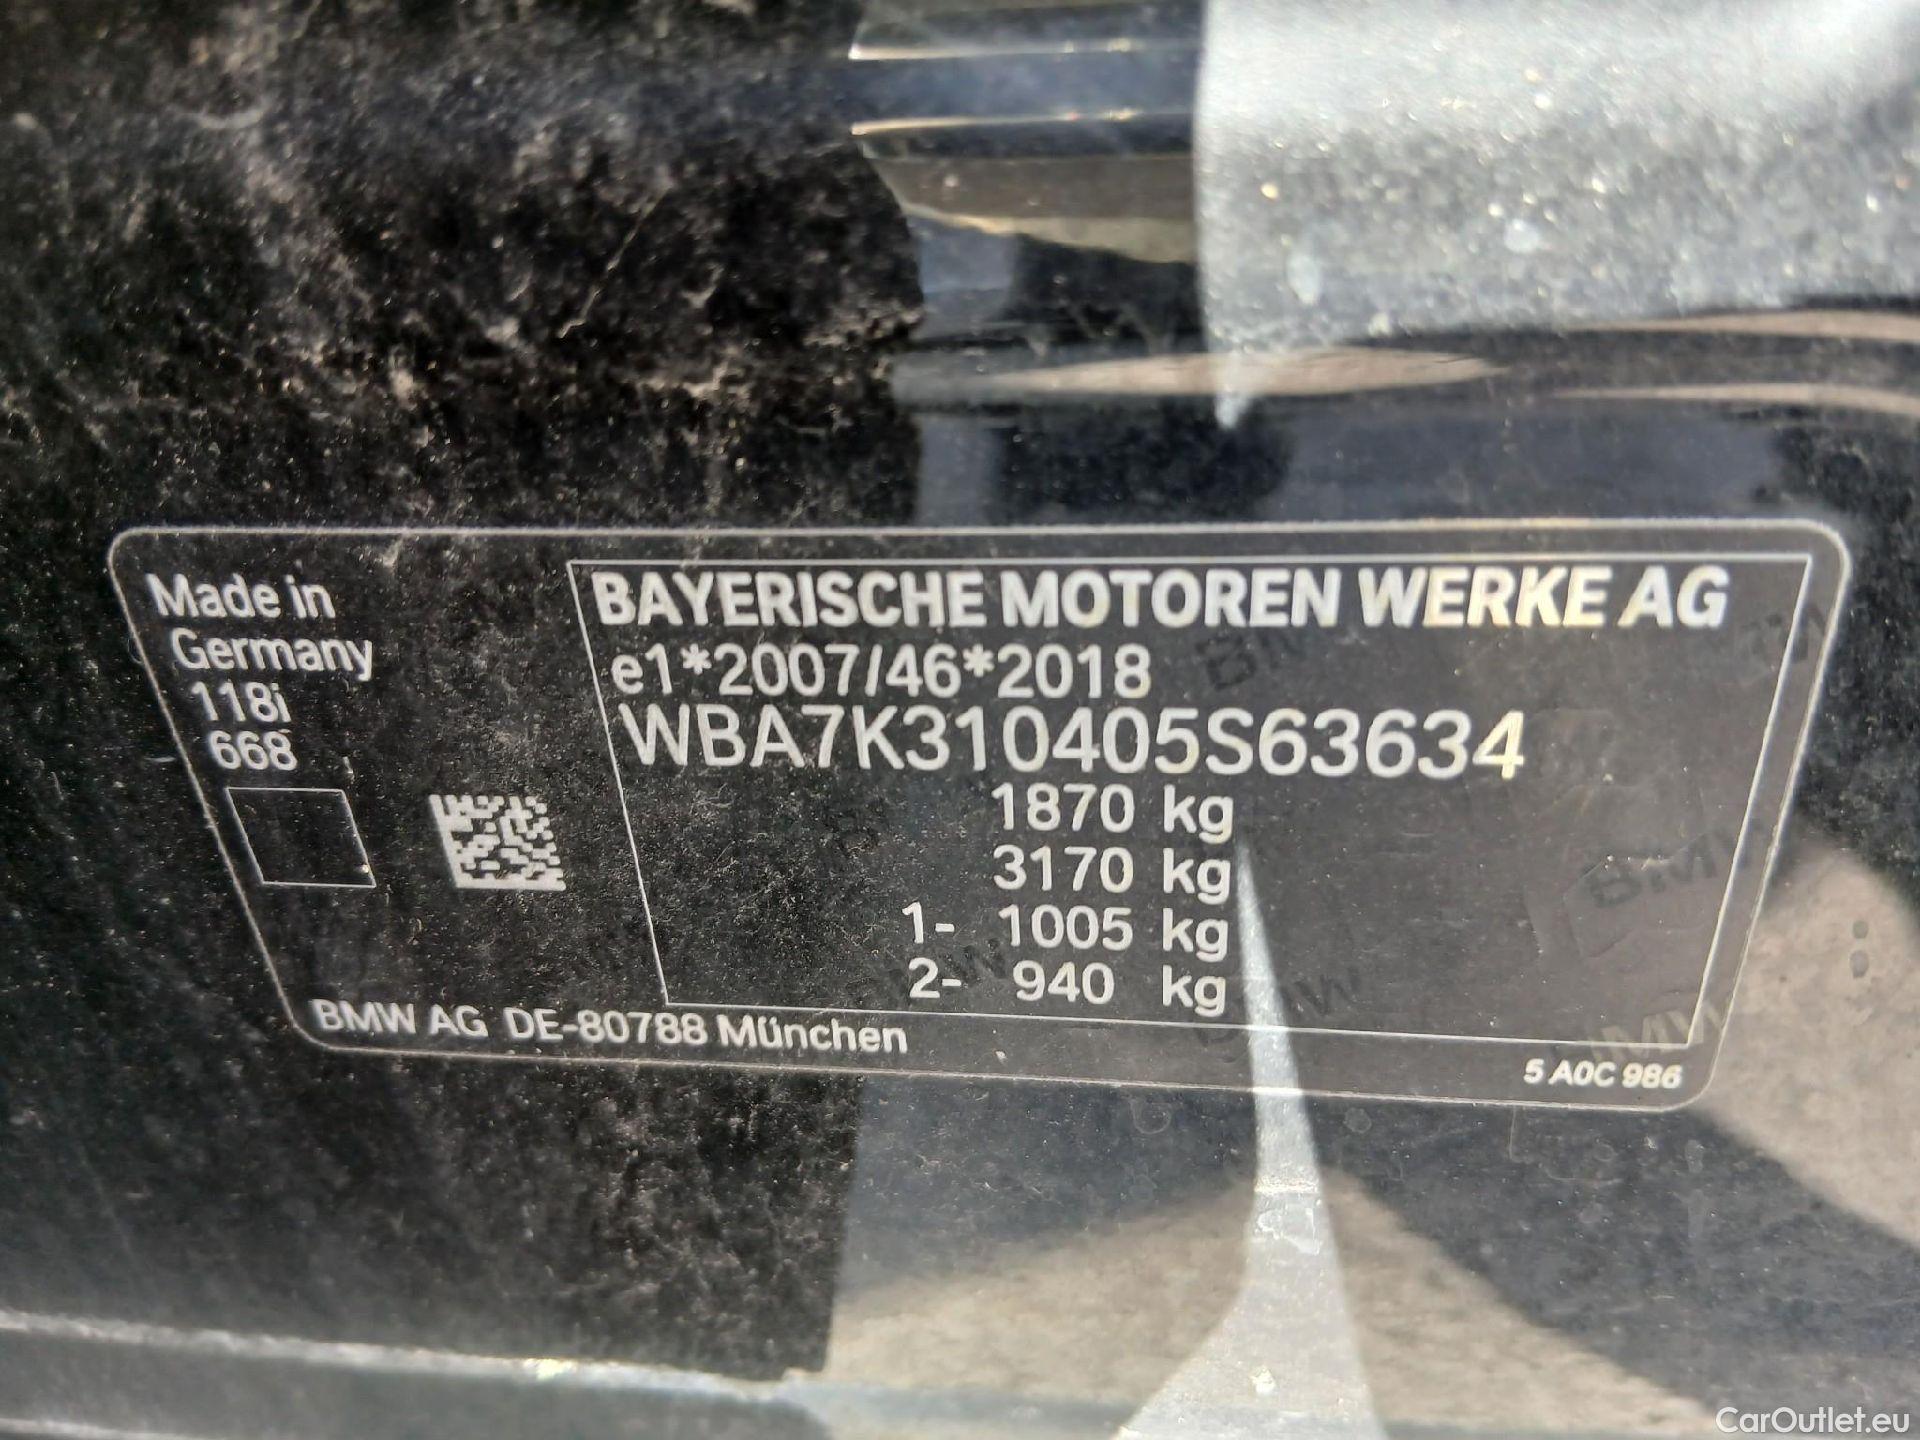 Made in
Germany
118i
668
BAYERISCHE MOTOREN WERKE AG
e1*2007/46*2018
WBA7K310405S63634
1870 kg
3170 kg
1- 1005 kg
2- 940 kg
BMW AG DE-80788 München
5 A0C 986
CarOutlet.eu